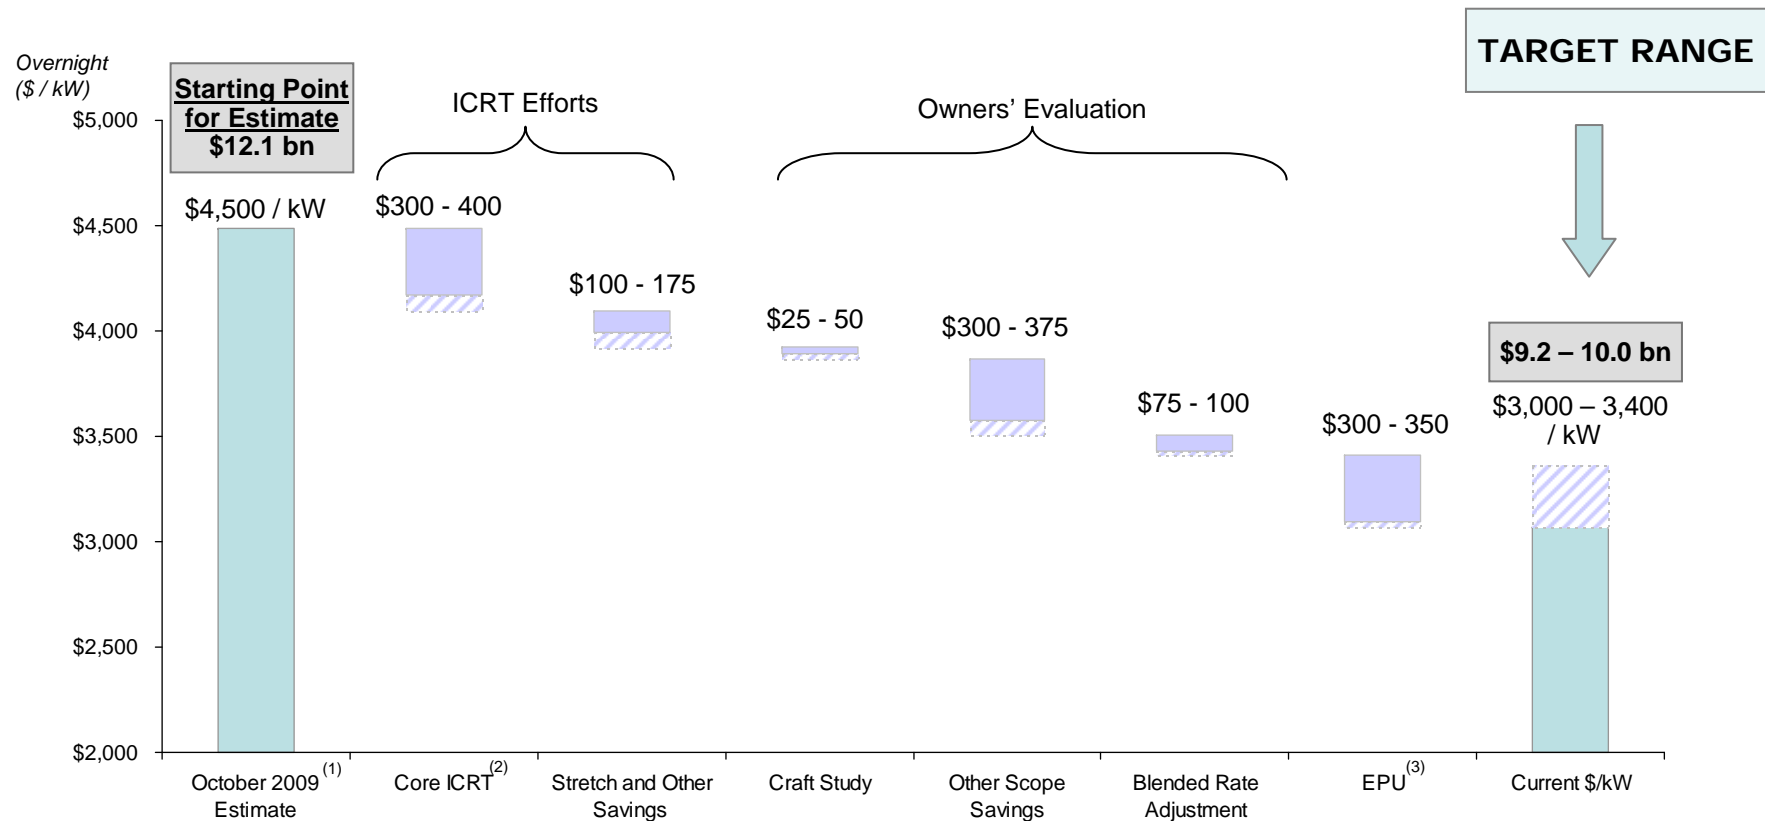 TARGET RANGE
Overnight
($ / kW)
Starting Point
for Estimate
$12.1 bn
ICRT Efforts
Owners’ Evaluation
$5,000
$4,500
$4,000
$3,500
$3,000
$2,500
$2,000
$4,500 / kW
$300 - 400
$100 - 175
$25 - 50
$300 - 375
$75 - 100
$300 - 350
$9.2 – 10.0 bn
$3,000 – 3,400
/ kW
October 2009 (1)
Estimate
Core ICRT (2)
Stretch and Other
Savings
Craft Study
Other Scope
Savings
Blended Rate
Adjustment
EPU (3)
Current $/kW